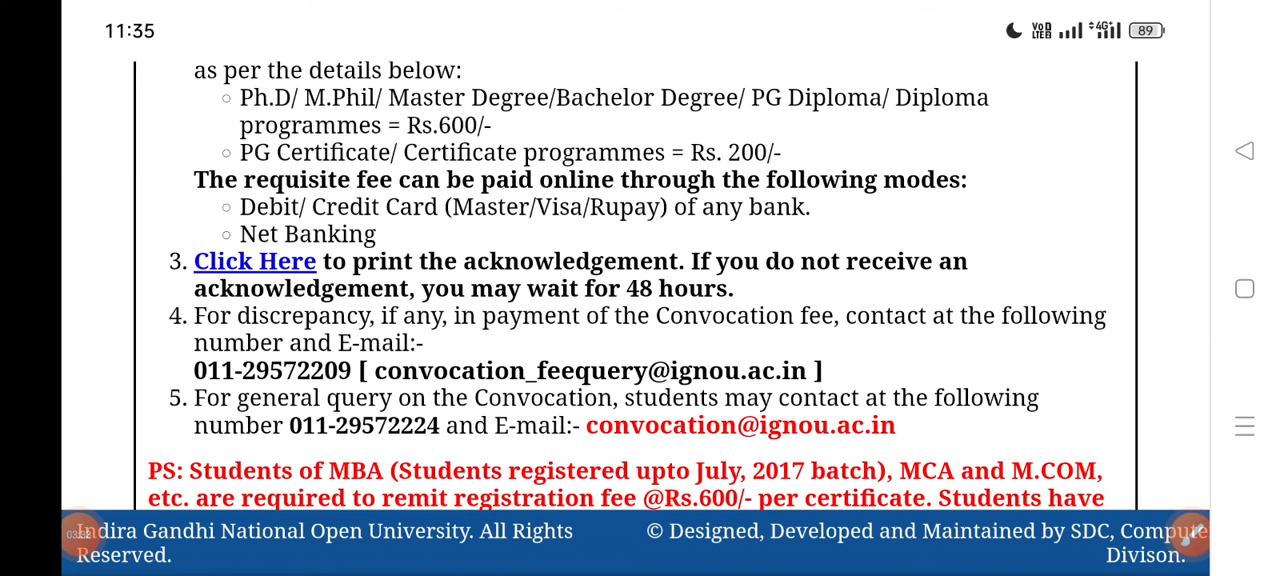 11:35
VoD LTE2 4G 89
as per the details below:
○ Ph.D/ M.Phil/ Master Degree/Bachelor Degree/ PG Diploma/ Diploma
programmes = Rs.600/-
○ PG Certificate/ Certificate programmes = Rs. 200/-
The requisite fee can be paid online through the following modes:
○ Debit/ Credit Card (Master/Visa/Rupay) of any bank.
○ Net Banking
3. Click Here to print the acknowledgement. If you do not receive an
acknowledgement, you may wait for 48 hours.
4. For discrepancy, if any, in payment of the Convocation fee, contact at the following
number and E-mail:-
011-29572209 [ convocation_feequery@ignou.ac.in ]
5. For general query on the Convocation, students may contact at the following
number 011-29572224 and E-mail:- convocation@ignou.ac.in
PS: Students of MBA (Students registered upto July, 2017 batch), MCA and M.COM,
etc. are required to remit registration fee @Rs.600/- per certificate. Students have
Indira Gandhi National Open University. All Rights
Reserved.
© Designed, Developed and Maintained by SDC, Compute
Divison.